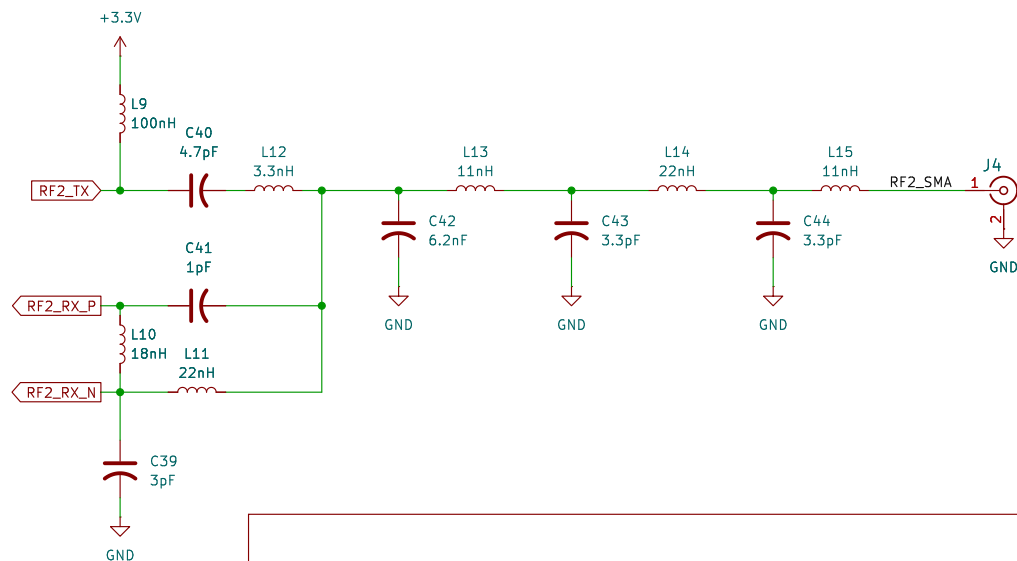 +3.3V
L9
100nH
C40
4.7pF
L12
3.3nH
L13
11nH
L14
22nH
L15
11nH
J4
RF2_TX
RF2_SMA
1
2
GND
C42
6.2nF
C43
3.3pF
C44
3.3pF
C41
1pF
RF2_RX_P
GND
GND
GND
L10
18nH
L11
22nH
RF2_RX_N
C39
3pF
GND